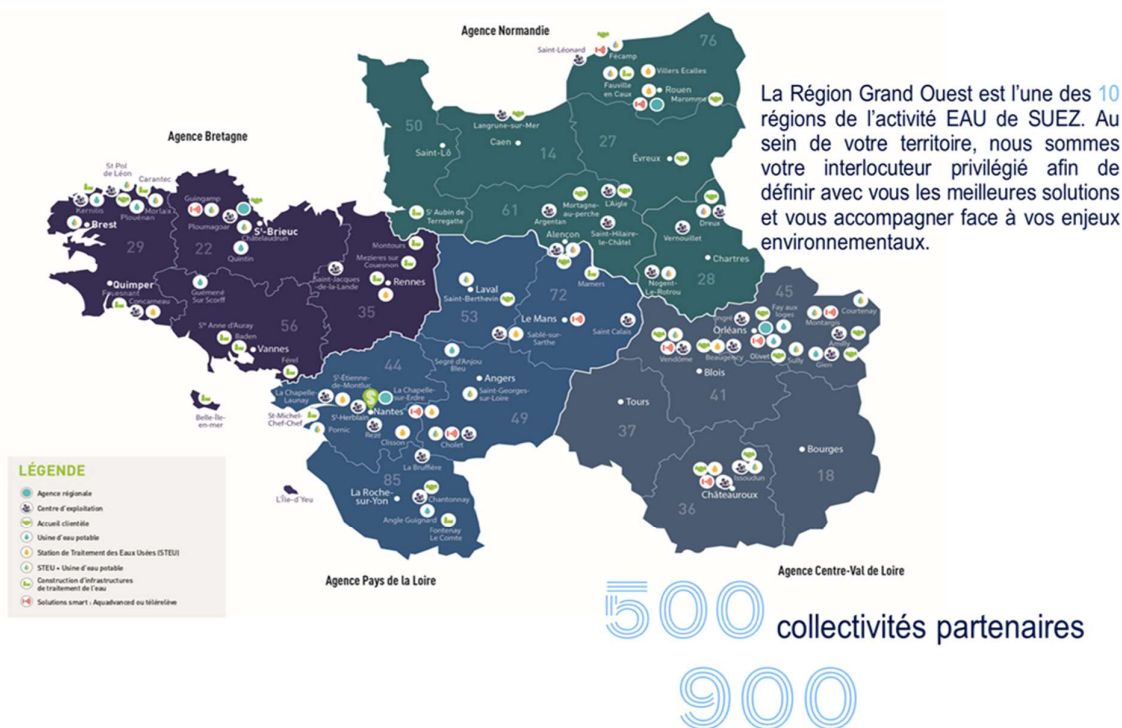 Agence Normandie
76
Saint-Léonard
Fécamp
Villers Ecalles
Fauville
en Caux
Rouen
Maromme
La Région Grand Ouest est l'une des 10
régions de l'activité EAU de SUEZ. Au
sein de votre territoire, nous sommes
votre interlocuteur privilégié afin de
définir avec vous les meilleures solutions
et vous accompagner face à vos enjeux
environnementaux.
50
Langrune-sur-Mer
27
Saint-Lô
Caen
14
Évreux
Agence Bretagne
St Pol
de Léon
Carantec
Kernilis
Plouénan
Morlaix
Guingamp
Ploumagoar
Brest
St-Brieuc
Châtelaudrun
29
22
Quintin
St Aubin de
Terregatte
61
Argentan
Mortagne-
au-perche
L'Aigle
Saint-Hilaire-
le-Châtel
Alençon
Dreux
Vernouillet
Chartres
28
Nogent-
Le-Rotrou
Montours
Mezieres sur
Couesnon
Saint-Jacques-
de-la-Lande
Rennes
35
Quimper
Fouesnant
Concarneau
Guémené
Sur Scorff
56
Ste Anne d'Auray
Baden
Vannes
Férel
Belle-Île-
en-mer
Laval
Saint-Berthevin
53
72
Mamers
Le Mans
Sablé-sur-
Sarthe
Saint Calais
45
Ingré
Fay aux
loges
Orléans
Montargis
Courtenay
Amilly
Vendôme
Beaugency
Olivet
Sully
Gien
Blois
44
St-Étienne-
de-Montluc
La Chapelle-
Launay
La Chapelle-
sur-Erdre
Segré d'Anjou
Bleu
Angers
Saint-Georges-
sur-Loire
St-Herblain
Nantes
St-Michel-
Chef-Chef
Pornic
Rezé
Clisson
Cholet
49
La Bruffière
Tours
41
37
Bourges
18
Issoudun
Châteauroux
36
85
La Roche-
sur-Yon
Chantonnay
Angle Guignard
Fontenay
Le Comte
L'Île-d'Yeu
LÉGENDE
Agence régionale
Centre d'exploitation
Accueil clientèle
Usine d'eau potable
Station de Traitement des Eaux Usées (STEU)
STEU + Usine d'eau potable
Construction d'infrastructures
de traitement de l'eau
Solutions smart : Aquadvanced ou télérelève
Agence Pays de la Loire
Agence Centre-Val de Loire
500 collectivités partenaires
900